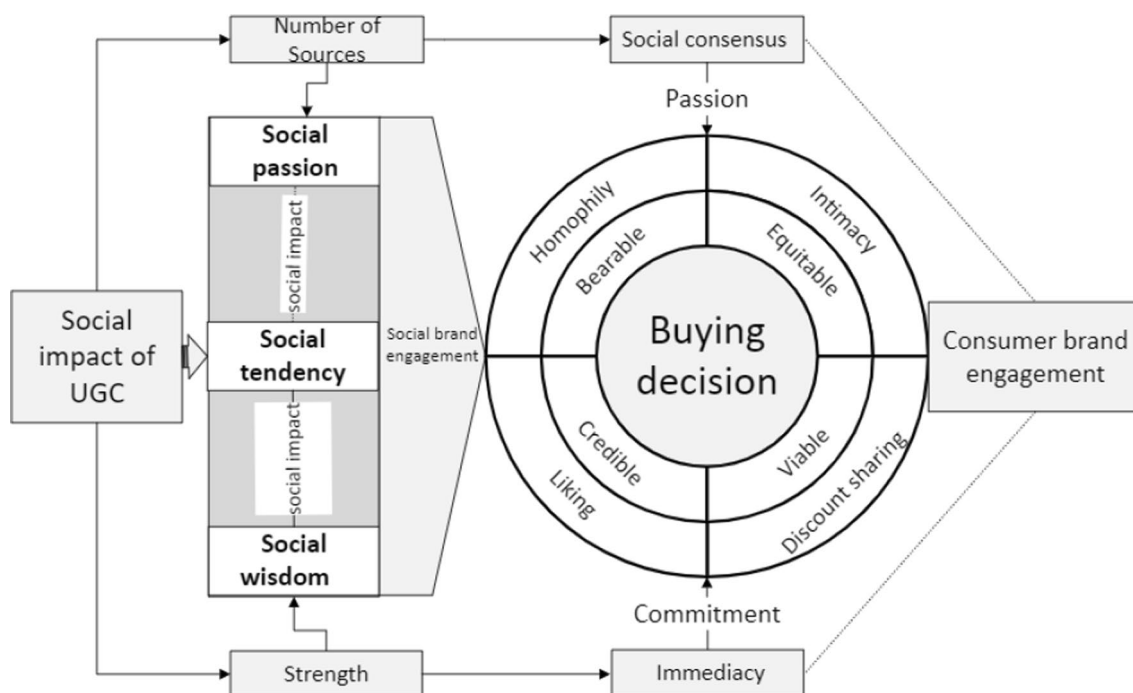 Number of
Sources
Social consensus
Passion
Social
passion
social impact
Homophily
Intimacy
Bearable
Equitable
Social
impact of
UGC
Social
tendency
Social brand
engagement
Buying
decision
Consumer brand
engagement
social impact
Credible
Viable
Liking
Discount sharing
Social
wisdom
Commitment
Strength
Immediacy